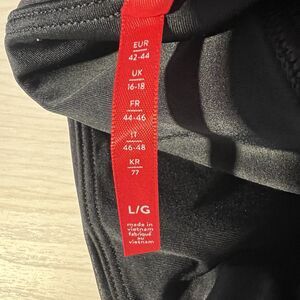 EUR
42-44
UK
16-18
FR
44-46
IT
46-48
KR
77
L/G
made in
vietnam
fabriqué
au
vietnam